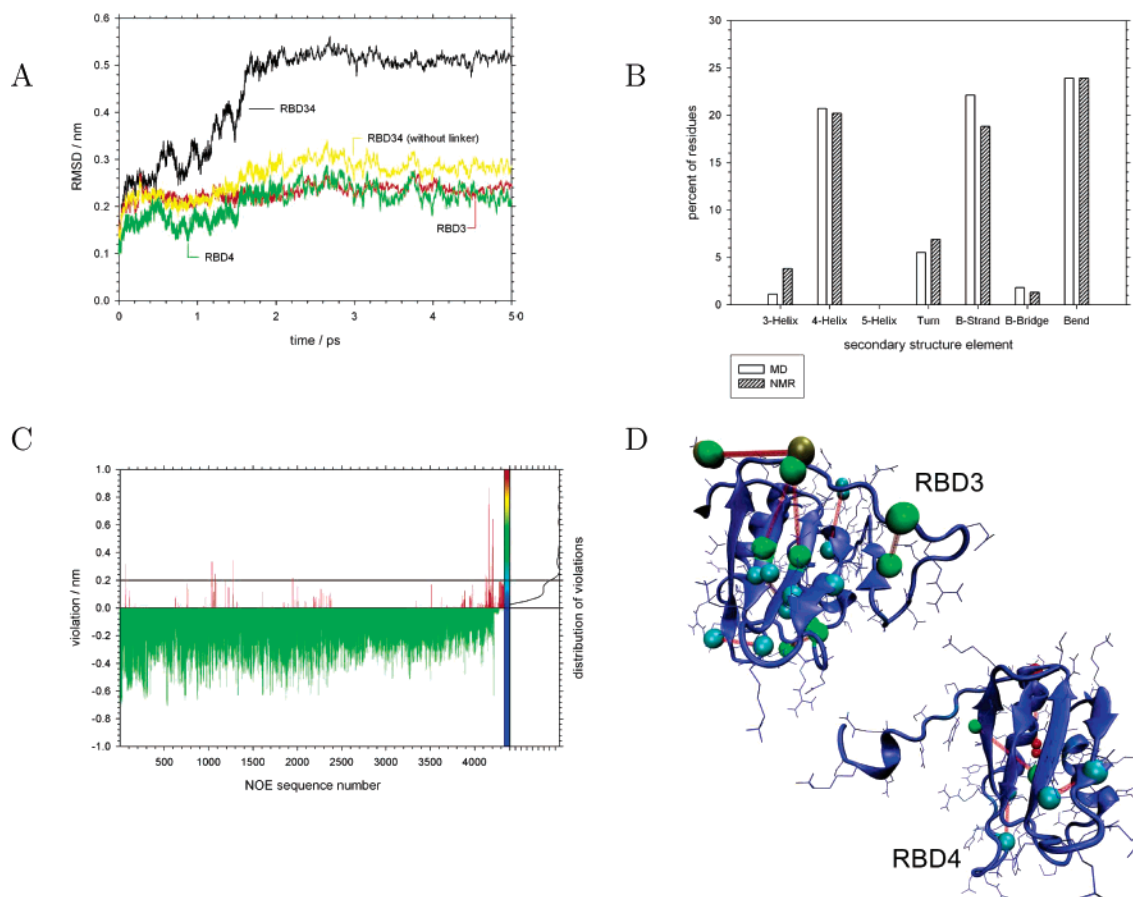 A
0.6
0.5
0.4
0.3
0.2
0.1
0.0
RMSD / nm
RBD34
RBD34 (without linker)
RBD3
RBD4
0 1 2 3 4 5·0
time / ps
B
30
25
20
15
10
5
0
percent of residues
3-Helix 4-Helix 5-Helix Turn B-Strand B-Bridge Bend
secondary structure element
MD
NMR
C
1.0
0.8
0.6
0.4
0.2
0.0
-0.2
-0.4
-0.6
-0.8
-1.0
violation / nm
500 1000 1500 2000 2500 3000 3500 4000
NOE sequence number
distribution of violations
D
RBD3
RBD4